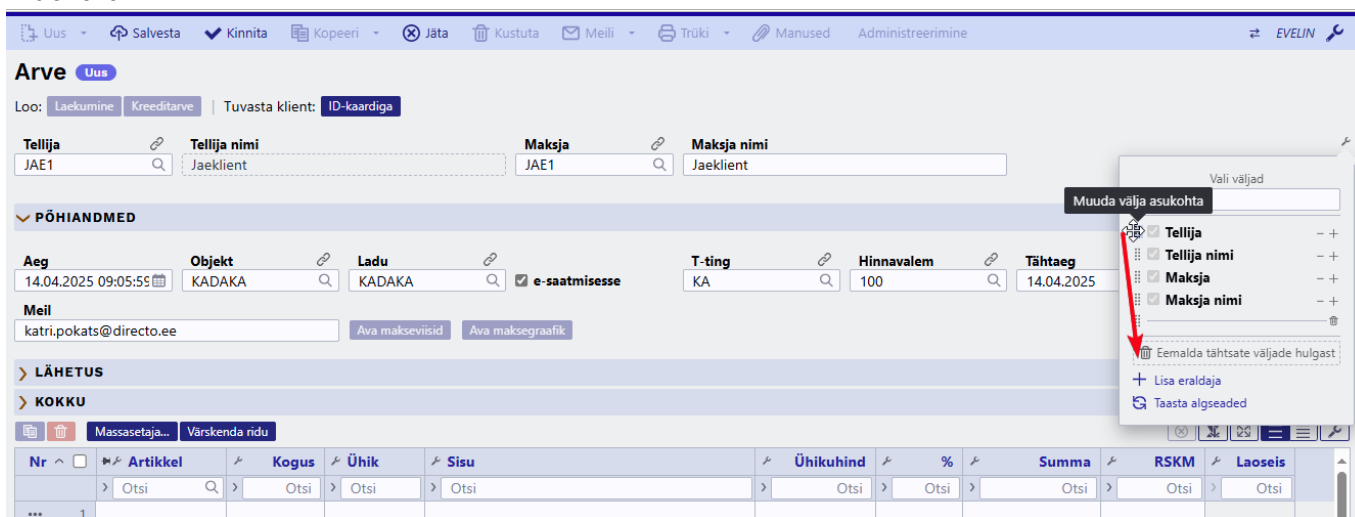 Uus Salvesta Kinnita Kopeeri Jäta Kustuta Meili Trüki Manused Administreerimine EVELIN
Arve Uus
Loo: Laekumine Kreeditarve | Tuvasta klient: ID-kaardiga
Tellija Tellija nimi Maksja Maksja nimi
JAE1 Jaeklient JAE1 Jaeklient
Vali väljad
Muuda välja asukohta
PÕHIANDMED
Tellija
Tellija nimi
Maksja
Maksja nimi
Aeg Objekt Ladu T-ting Hinnavalem Tähtaeg
14.04.2025 09:05:59 KADAKA KADAKA e-saatmisesse KA 100 14.04.2025
Meil
katri.pokats@directo.ee Ava makseviisid Ava maksegraafik
Eemalda tähtsate väljade hulgast
Lisa eraldaja
Taasta algseaded
LÄHETUS
KOKKU
Massasetaja... Värskenda ridu
Nr Artikkel Kogus Ühik Sisu Ühikuhind % Summa RSKM Laoseis
Otsi Otsi Otsi Otsi Otsi Otsi Otsi Otsi Otsi
... 1